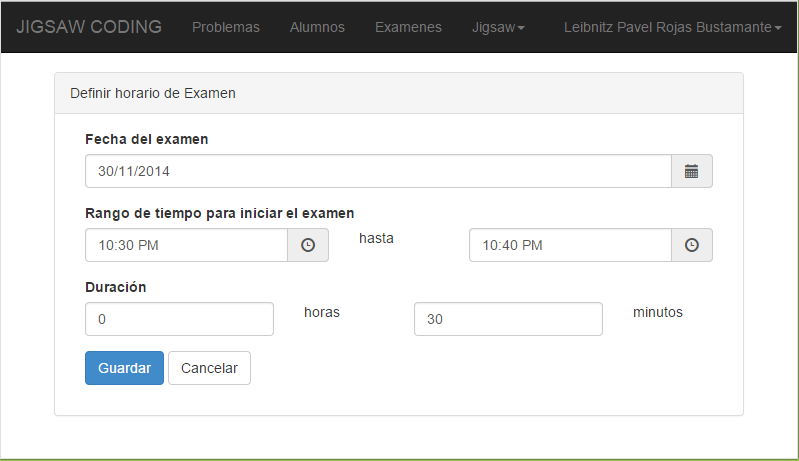 JIGSAW CODING Problemas Alumnos Examenes Jigsaw Leibnitz Pavel Rojas Bustamante
Definir horario de Examen
Fecha del examen
30/11/2014
Rango de tiempo para iniciar el examen
10:30 PM hasta 10:40 PM
Duración
0 horas 30 minutos
Guardar Cancelar